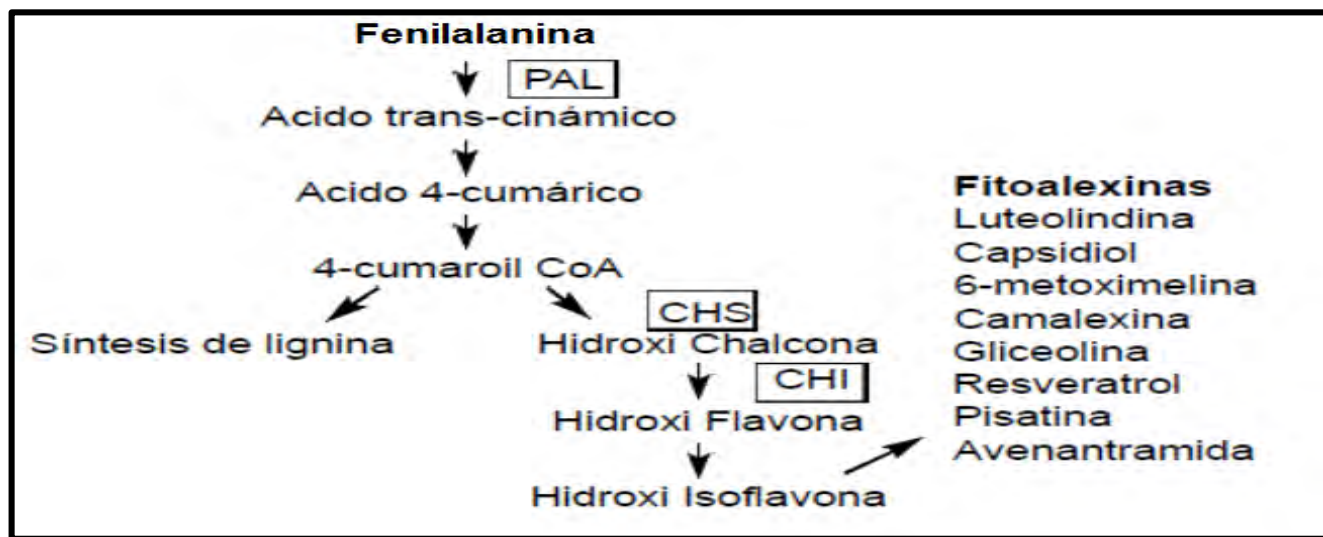 Fenilalanina
PAL
Acido trans-cinámico
Acido 4-cumárico
4-cumaroil CoA
Síntesis de lignina
CHS
Hidroxi Chalcona
CHI
Hidroxi Flavona
Hidroxi Isoflavona
Fitoalexinas
Luteolindina
Capsidiol
6-metoximelina
Camalexina
Gliceolina
Resveratrol
Pisatina
Avenantramida